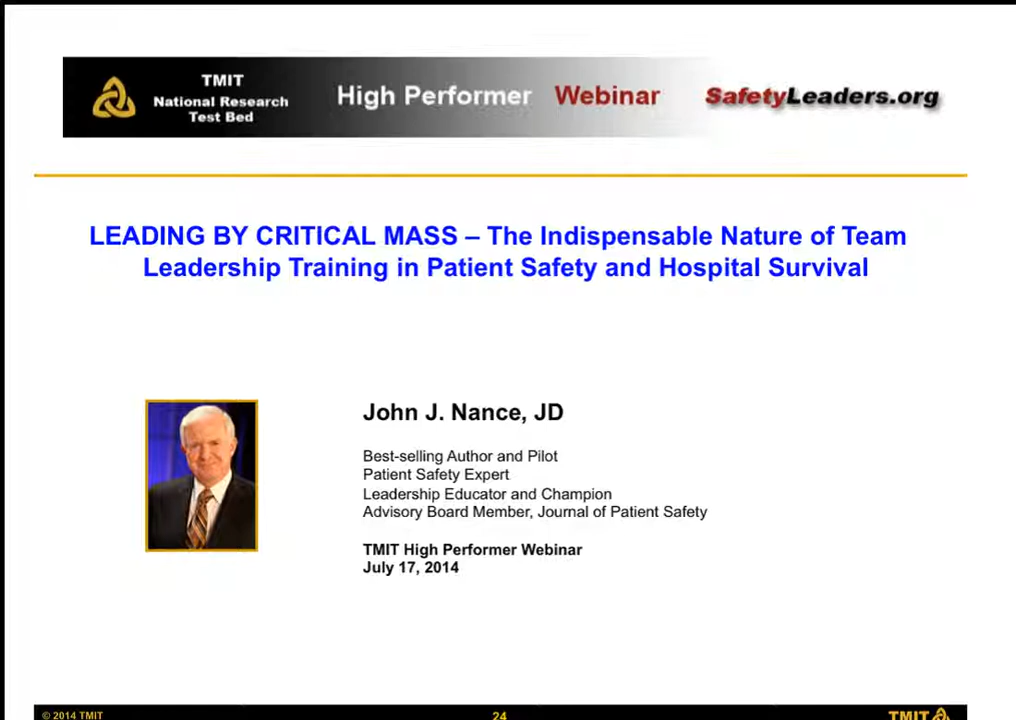 TMIT
National Research
Test Bed
High Performer Webinar
SafetyLeaders.org
LEADING BY CRITICAL MASS – The Indispensable Nature of Team
Leadership Training in Patient Safety and Hospital Survival
John J. Nance, JD
Best-selling Author and Pilot
Patient Safety Expert
Leadership Educator and Champion
Advisory Board Member, Journal of Patient Safety
TMIT High Performer Webinar
July 17, 2014
© 2014 TMIT
24
TMIT